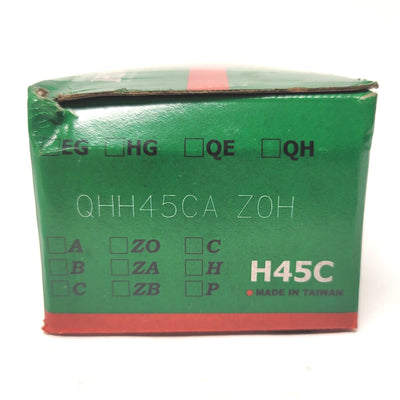 EG HG QE QH
QHH45CA ZOH
A ZO C
B ZA H
C ZB P
H45C
MADE IN TAIWAN